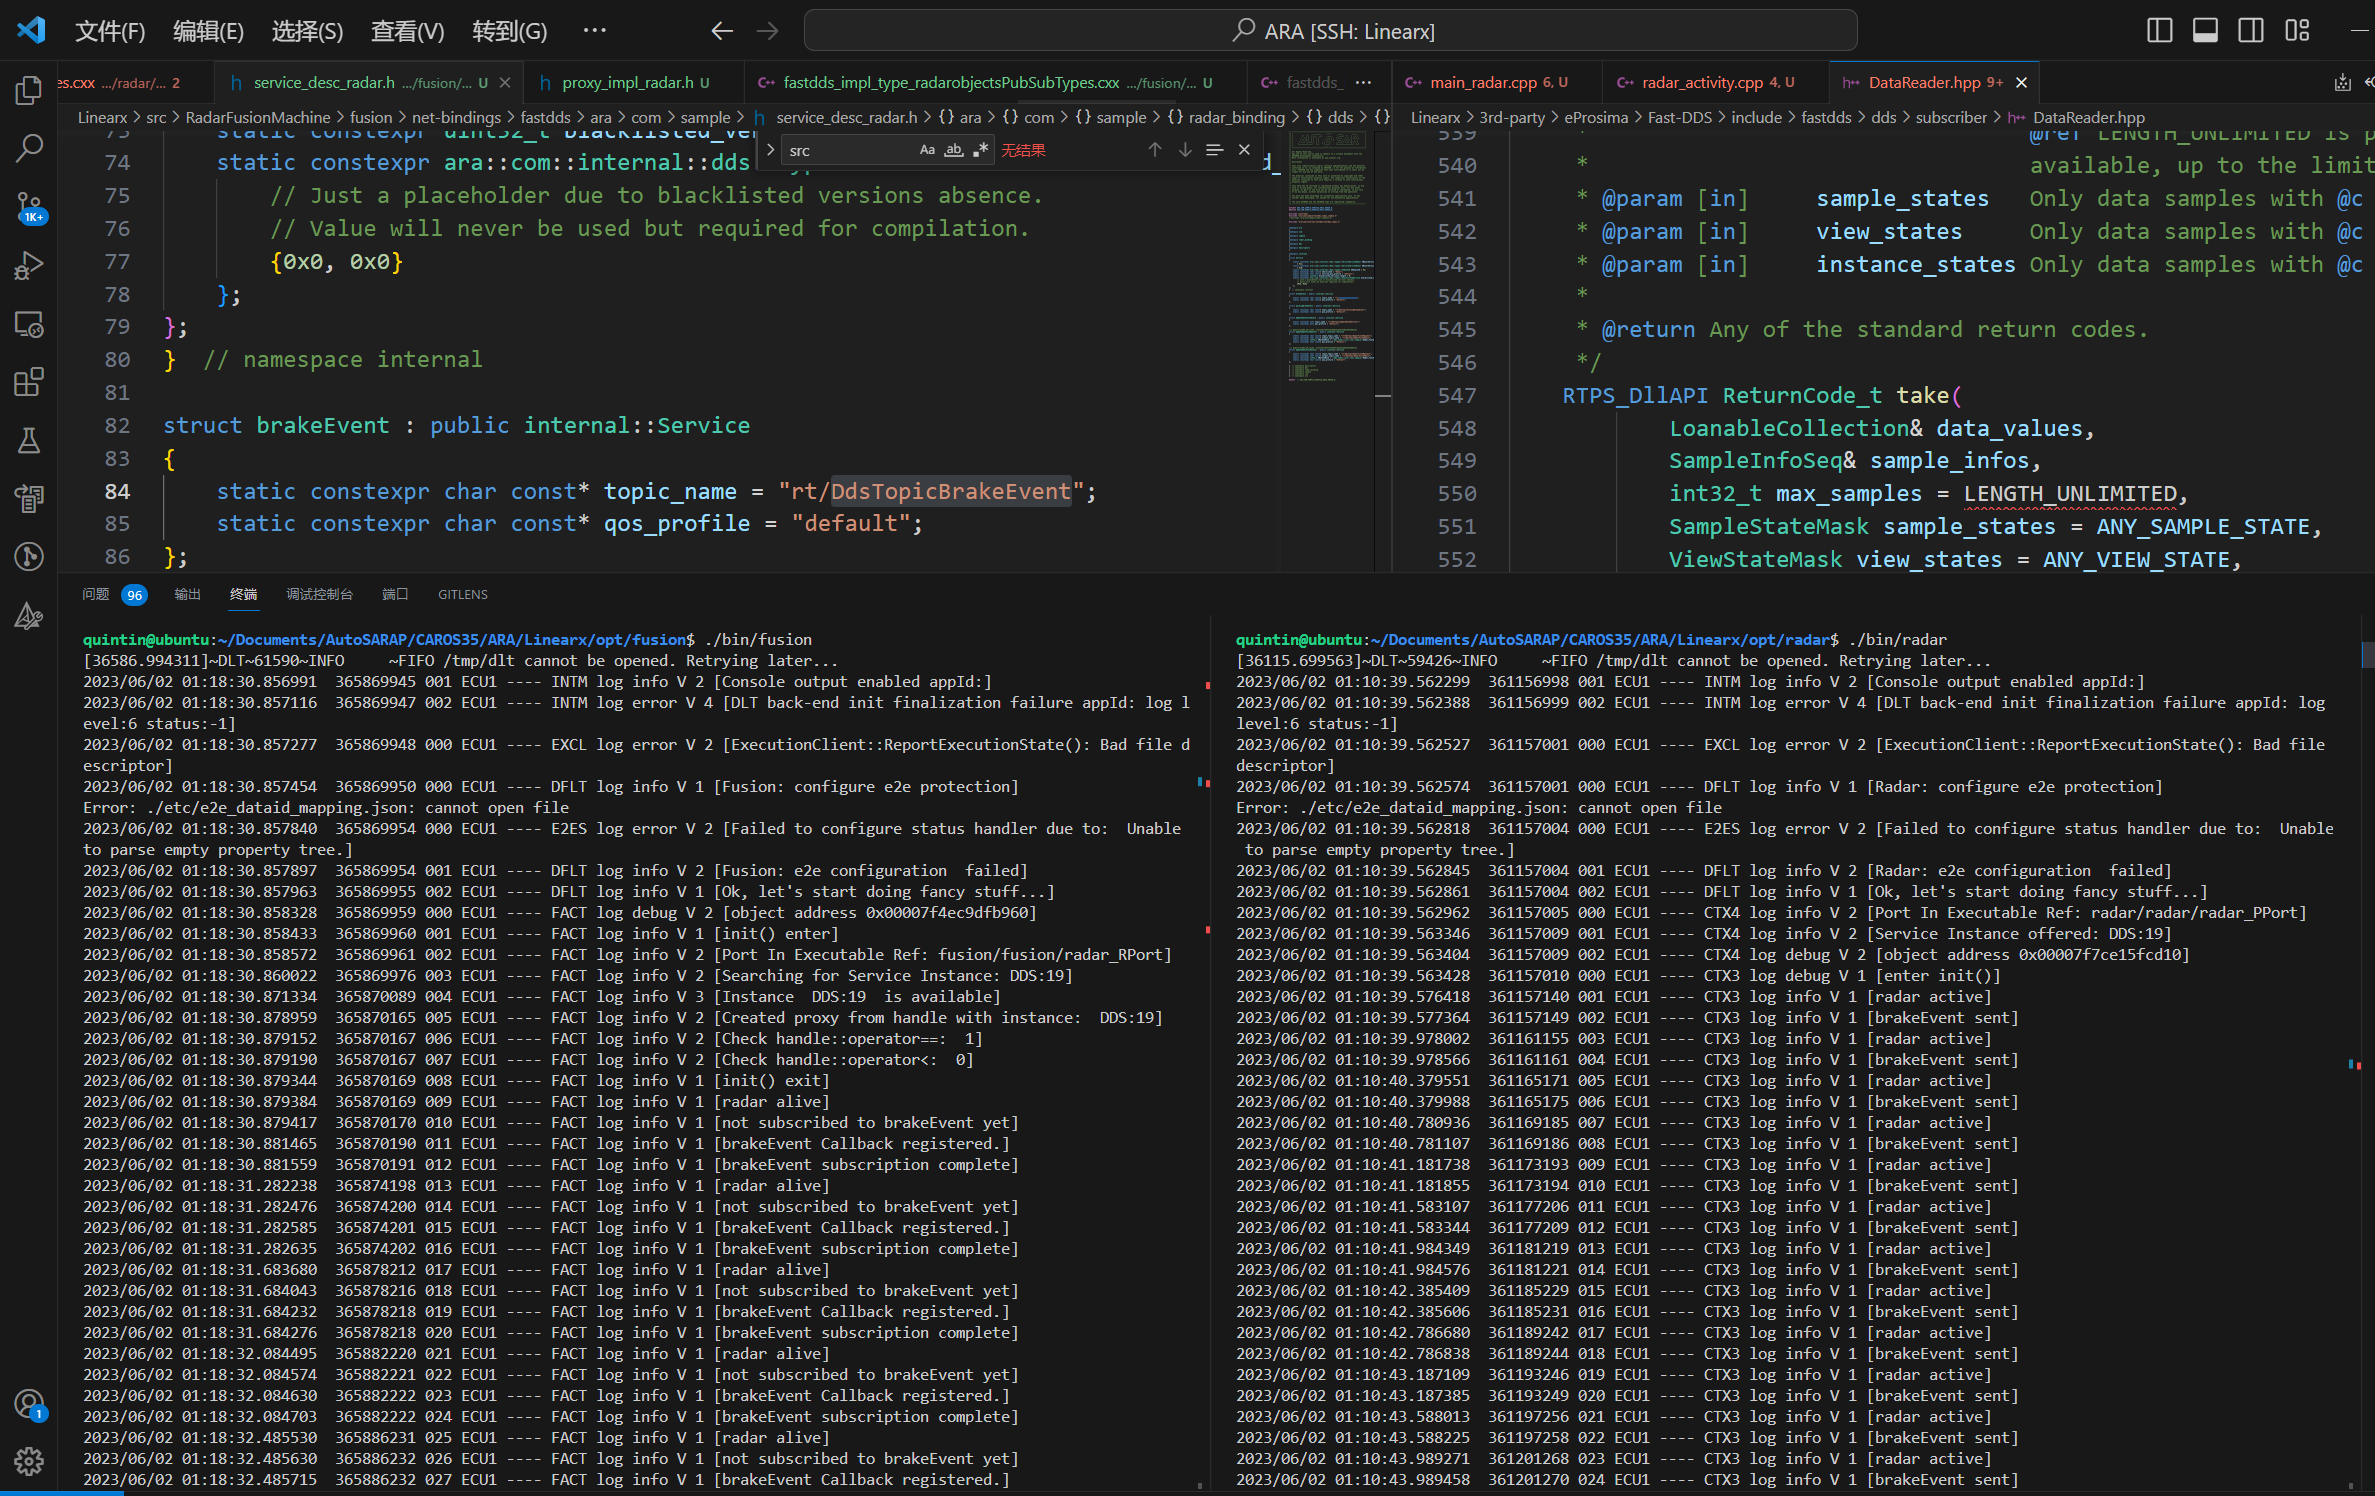 文件(F) 编辑(E) 选择(S) 查看(V) 转到(G) ··· ARA [SSH: Linearx]
es.cxx .../radar/... 2 service_desc_radar.h .../fusion/... U proxy_impl_radar.h U fastdds_impl_type_radarobjectsPubSubTypes.cxx .../fusion/... U fastdds_ ···
Linearx > src > RadarFusionMachine > fusion > net-bindings > fastdds > ara > com > sample > service_desc_radar.h > {} ara > {} com > {} sample > {} radar_binding > {} dds > {}
src Aa ab .* 无结果
74 static constexpr ara::com::internal::dds
75 // Just a placeholder due to blacklisted versions absence.
76 // Value will never be used but required for compilation.
77 {0x0, 0x0}
78 };
79 };
80 } // namespace internal
81
82 struct brakeEvent : public internal::Service
83 {
84 static constexpr char const* topic_name = "rt/DdsTopicBrakeEvent";
85 static constexpr char const* qos_profile = "default";
86 };
main_radar.cpp 6, U radar_activity.cpp 4, U DataReader.hpp 9+
Linearx > 3rd-party > eProsima > Fast-DDS > include > fastdds > dds > subscriber > DataReader.hpp
539 * @ref LENGTH_UNLIMITED is p
540 * available, up to the limit
541 * @param [in] sample_states Only data samples with @c
542 * @param [in] view_states Only data samples with @c
543 * @param [in] instance_states Only data samples with @c
544 *
545 * @return Any of the standard return codes.
546 */
547 RTPS_DllAPI ReturnCode_t take(
548 LoanableCollection& data_values,
549 SampleInfoSeq& sample_infos,
550 int32_t max_samples = LENGTH_UNLIMITED,
551 SampleStateMask sample_states = ANY_SAMPLE_STATE,
552 ViewStateMask view_states = ANY_VIEW_STATE,
1K+
问题 96 输出 终端 调试控制台 端口 GITLENS
quintin@ubuntu:~/Documents/AutoSARAP/CAROS35/ARA/Linearx/opt/fusion$ ./bin/fusion
[36586.994311]~DLT~61590~INFO ~FIFO /tmp/dlt cannot be opened. Retrying later...
2023/06/02 01:18:30.856991 365869945 001 ECU1 ---- INTM log info V 2 [Console output enabled appId:]
2023/06/02 01:18:30.857116 365869947 002 ECU1 ---- INTM log error V 4 [DLT back-end init finalization failure appId: log l
evel:6 status:-1]
2023/06/02 01:18:30.857277 365869948 000 ECU1 ---- EXCL log error V 2 [ExecutionClient::ReportExecutionState(): Bad file d
escriptor]
2023/06/02 01:18:30.857454 365869950 000 ECU1 ---- DFLT log info V 1 [Fusion: configure e2e protection]
Error: ./etc/e2e_dataid_mapping.json: cannot open file
2023/06/02 01:18:30.857840 365869954 000 ECU1 ---- E2ES log error V 2 [Failed to configure status handler due to: Unable
to parse empty property tree.]
2023/06/02 01:18:30.857897 365869954 001 ECU1 ---- DFLT log info V 2 [Fusion: e2e configuration failed]
2023/06/02 01:18:30.857963 365869955 002 ECU1 ---- DFLT log info V 1 [Ok, let's start doing fancy stuff...]
2023/06/02 01:18:30.858328 365869959 000 ECU1 ---- FACT log debug V 2 [object address 0x00007f4ec9dfb960]
2023/06/02 01:18:30.858433 365869960 001 ECU1 ---- FACT log info V 1 [init() enter]
2023/06/02 01:18:30.858572 365869961 002 ECU1 ---- FACT log info V 2 [Port In Executable Ref: fusion/fusion/radar_RPort]
2023/06/02 01:18:30.860022 365869976 003 ECU1 ---- FACT log info V 2 [Searching for Service Instance: DDS:19]
2023/06/02 01:18:30.871334 365870089 004 ECU1 ---- FACT log info V 3 [Instance DDS:19 is available]
2023/06/02 01:18:30.878959 365870165 005 ECU1 ---- FACT log info V 2 [Created proxy from handle with instance: DDS:19]
2023/06/02 01:18:30.879152 365870167 006 ECU1 ---- FACT log info V 2 [Check handle::operator==: 1]
2023/06/02 01:18:30.879190 365870167 007 ECU1 ---- FACT log info V 2 [Check handle::operator<: 0]
2023/06/02 01:18:30.879344 365870169 008 ECU1 ---- FACT log info V 1 [init() exit]
2023/06/02 01:18:30.879384 365870169 009 ECU1 ---- FACT log info V 1 [radar alive]
2023/06/02 01:18:30.879417 365870170 010 ECU1 ---- FACT log info V 1 [not subscribed to brakeEvent yet]
2023/06/02 01:18:30.881465 365870190 011 ECU1 ---- FACT log info V 1 [brakeEvent Callback registered.]
2023/06/02 01:18:30.881559 365870191 012 ECU1 ---- FACT log info V 1 [brakeEvent subscription complete]
2023/06/02 01:18:31.282238 365874198 013 ECU1 ---- FACT log info V 1 [radar alive]
2023/06/02 01:18:31.282476 365874200 014 ECU1 ---- FACT log info V 1 [not subscribed to brakeEvent yet]
2023/06/02 01:18:31.282585 365874201 015 ECU1 ---- FACT log info V 1 [brakeEvent Callback registered.]
2023/06/02 01:18:31.282635 365874202 016 ECU1 ---- FACT log info V 1 [brakeEvent subscription complete]
2023/06/02 01:18:31.683680 365878212 017 ECU1 ---- FACT log info V 1 [radar alive]
2023/06/02 01:18:31.684043 365878216 018 ECU1 ---- FACT log info V 1 [not subscribed to brakeEvent yet]
2023/06/02 01:18:31.684232 365878218 019 ECU1 ---- FACT log info V 1 [brakeEvent Callback registered.]
2023/06/02 01:18:31.684276 365878218 020 ECU1 ---- FACT log info V 1 [brakeEvent subscription complete]
2023/06/02 01:18:32.084495 365882220 021 ECU1 ---- FACT log info V 1 [radar alive]
2023/06/02 01:18:32.084574 365882221 022 ECU1 ---- FACT log info V 1 [not subscribed to brakeEvent yet]
2023/06/02 01:18:32.084630 365882222 023 ECU1 ---- FACT log info V 1 [brakeEvent Callback registered.]
2023/06/02 01:18:32.084703 365882222 024 ECU1 ---- FACT log info V 1 [brakeEvent subscription complete]
2023/06/02 01:18:32.485530 365886231 025 ECU1 ---- FACT log info V 1 [radar alive]
2023/06/02 01:18:32.485630 365886232 026 ECU1 ---- FACT log info V 1 [not subscribed to brakeEvent yet]
2023/06/02 01:18:32.485715 365886232 027 ECU1 ---- FACT log info V 1 [brakeEvent Callback registered.]
quintin@ubuntu:~/Documents/AutoSARAP/CAROS35/ARA/Linearx/opt/radar$ ./bin/radar
[36115.699563]~DLT~59426~INFO ~FIFO /tmp/dlt cannot be opened. Retrying later...
2023/06/02 01:10:39.562299 361156998 001 ECU1 ---- INTM log info V 2 [Console output enabled appId:]
2023/06/02 01:10:39.562388 361156999 002 ECU1 ---- INTM log error V 4 [DLT back-end init finalization failure appId: log
level:6 status:-1]
2023/06/02 01:10:39.562527 361157001 000 ECU1 ---- EXCL log error V 2 [ExecutionClient::ReportExecutionState(): Bad file
descriptor]
2023/06/02 01:10:39.562574 361157001 000 ECU1 ---- DFLT log info V 1 [Radar: configure e2e protection]
Error: ./etc/e2e_dataid_mapping.json: cannot open file
2023/06/02 01:10:39.562818 361157004 000 ECU1 ---- E2ES log error V 2 [Failed to configure status handler due to: Unable
to parse empty property tree.]
2023/06/02 01:10:39.562845 361157004 001 ECU1 ---- DFLT log info V 2 [Radar: e2e configuration failed]
2023/06/02 01:10:39.562861 361157004 002 ECU1 ---- DFLT log info V 1 [Ok, let's start doing fancy stuff...]
2023/06/02 01:10:39.562962 361157005 000 ECU1 ---- CTX4 log info V 2 [Port In Executable Ref: radar/radar/radar_PPort]
2023/06/02 01:10:39.563346 361157009 001 ECU1 ---- CTX4 log info V 2 [Service Instance offered: DDS:19]
2023/06/02 01:10:39.563404 361157009 002 ECU1 ---- CTX4 log debug V 2 [object address 0x00007f7ce15fcd10]
2023/06/02 01:10:39.563428 361157010 000 ECU1 ---- CTX3 log debug V 1 [enter init()]
2023/06/02 01:10:39.576418 361157140 001 ECU1 ---- CTX3 log info V 1 [radar active]
2023/06/02 01:10:39.577364 361157149 002 ECU1 ---- CTX3 log info V 1 [brakeEvent sent]
2023/06/02 01:10:39.978002 361161155 003 ECU1 ---- CTX3 log info V 1 [radar active]
2023/06/02 01:10:39.978566 361161161 004 ECU1 ---- CTX3 log info V 1 [brakeEvent sent]
2023/06/02 01:10:40.379551 361165171 005 ECU1 ---- CTX3 log info V 1 [radar active]
2023/06/02 01:10:40.379988 361165175 006 ECU1 ---- CTX3 log info V 1 [brakeEvent sent]
2023/06/02 01:10:40.780936 361169185 007 ECU1 ---- CTX3 log info V 1 [radar active]
2023/06/02 01:10:40.781107 361169186 008 ECU1 ---- CTX3 log info V 1 [brakeEvent sent]
2023/06/02 01:10:41.181738 361173193 009 ECU1 ---- CTX3 log info V 1 [radar active]
2023/06/02 01:10:41.181855 361173194 010 ECU1 ---- CTX3 log info V 1 [brakeEvent sent]
2023/06/02 01:10:41.583107 361177206 011 ECU1 ---- CTX3 log info V 1 [radar active]
2023/06/02 01:10:41.583344 361177209 012 ECU1 ---- CTX3 log info V 1 [brakeEvent sent]
2023/06/02 01:10:41.984349 361181219 013 ECU1 ---- CTX3 log info V 1 [radar active]
2023/06/02 01:10:41.984576 361181221 014 ECU1 ---- CTX3 log info V 1 [brakeEvent sent]
2023/06/02 01:10:42.385409 361185229 015 ECU1 ---- CTX3 log info V 1 [radar active]
2023/06/02 01:10:42.385606 361185231 016 ECU1 ---- CTX3 log info V 1 [brakeEvent sent]
2023/06/02 01:10:42.786680 361189242 017 ECU1 ---- CTX3 log info V 1 [radar active]
2023/06/02 01:10:42.786838 361189244 018 ECU1 ---- CTX3 log info V 1 [brakeEvent sent]
2023/06/02 01:10:43.187109 361193246 019 ECU1 ---- CTX3 log info V 1 [radar active]
2023/06/02 01:10:43.187385 361193249 020 ECU1 ---- CTX3 log info V 1 [brakeEvent sent]
2023/06/02 01:10:43.588013 361197256 021 ECU1 ---- CTX3 log info V 1 [radar active]
2023/06/02 01:10:43.588225 361197258 022 ECU1 ---- CTX3 log info V 1 [brakeEvent sent]
2023/06/02 01:10:43.989271 361201268 023 ECU1 ---- CTX3 log info V 1 [radar active]
2023/06/02 01:10:43.989458 361201270 024 ECU1 ---- CTX3 log info V 1 [brakeEvent sent]
1